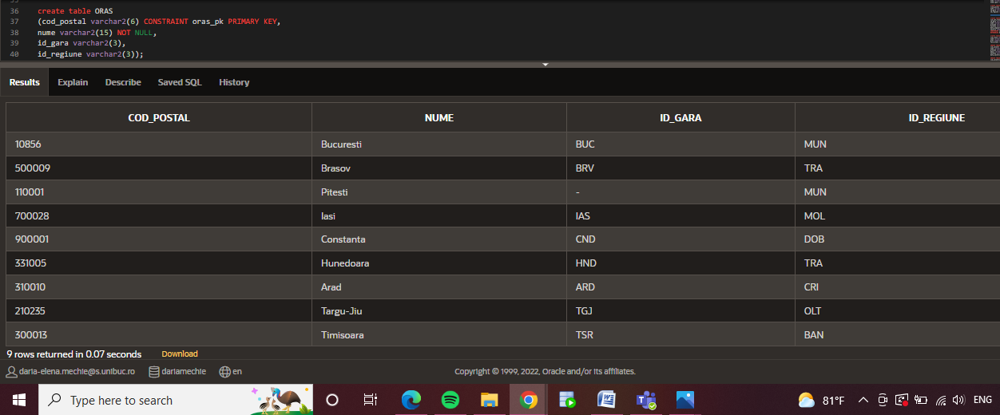 36 create table ORAS
37 (cod_postal varchar2(6) CONSTRAINT oras_pk PRIMARY KEY,
38 nume varchar2(15) NOT NULL,
39 id_gara varchar2(3),
40 id_regiune varchar2(3));
Results Explain Describe Saved SQL History
COD_POSTAL NUME ID_GARA ID_REGIUNE
10856 Bucuresti BUC MUN
500009 Brasov BRV TRA
110001 Pitesti - MUN
700028 Iasi IAS MOL
900001 Constanta CND DOB
331005 Hunedoara HND TRA
310010 Arad ARD CRI
210235 Targu-Jiu TGJ OLT
300013 Timisoara TSR BAN
9 rows returned in 0.07 seconds Download
daria-elena.mechie@s.unibuc.ro dariamechie en Copyright © 1999, 2022, Oracle and/or its affiliates.
Type here to search 81°F ENG